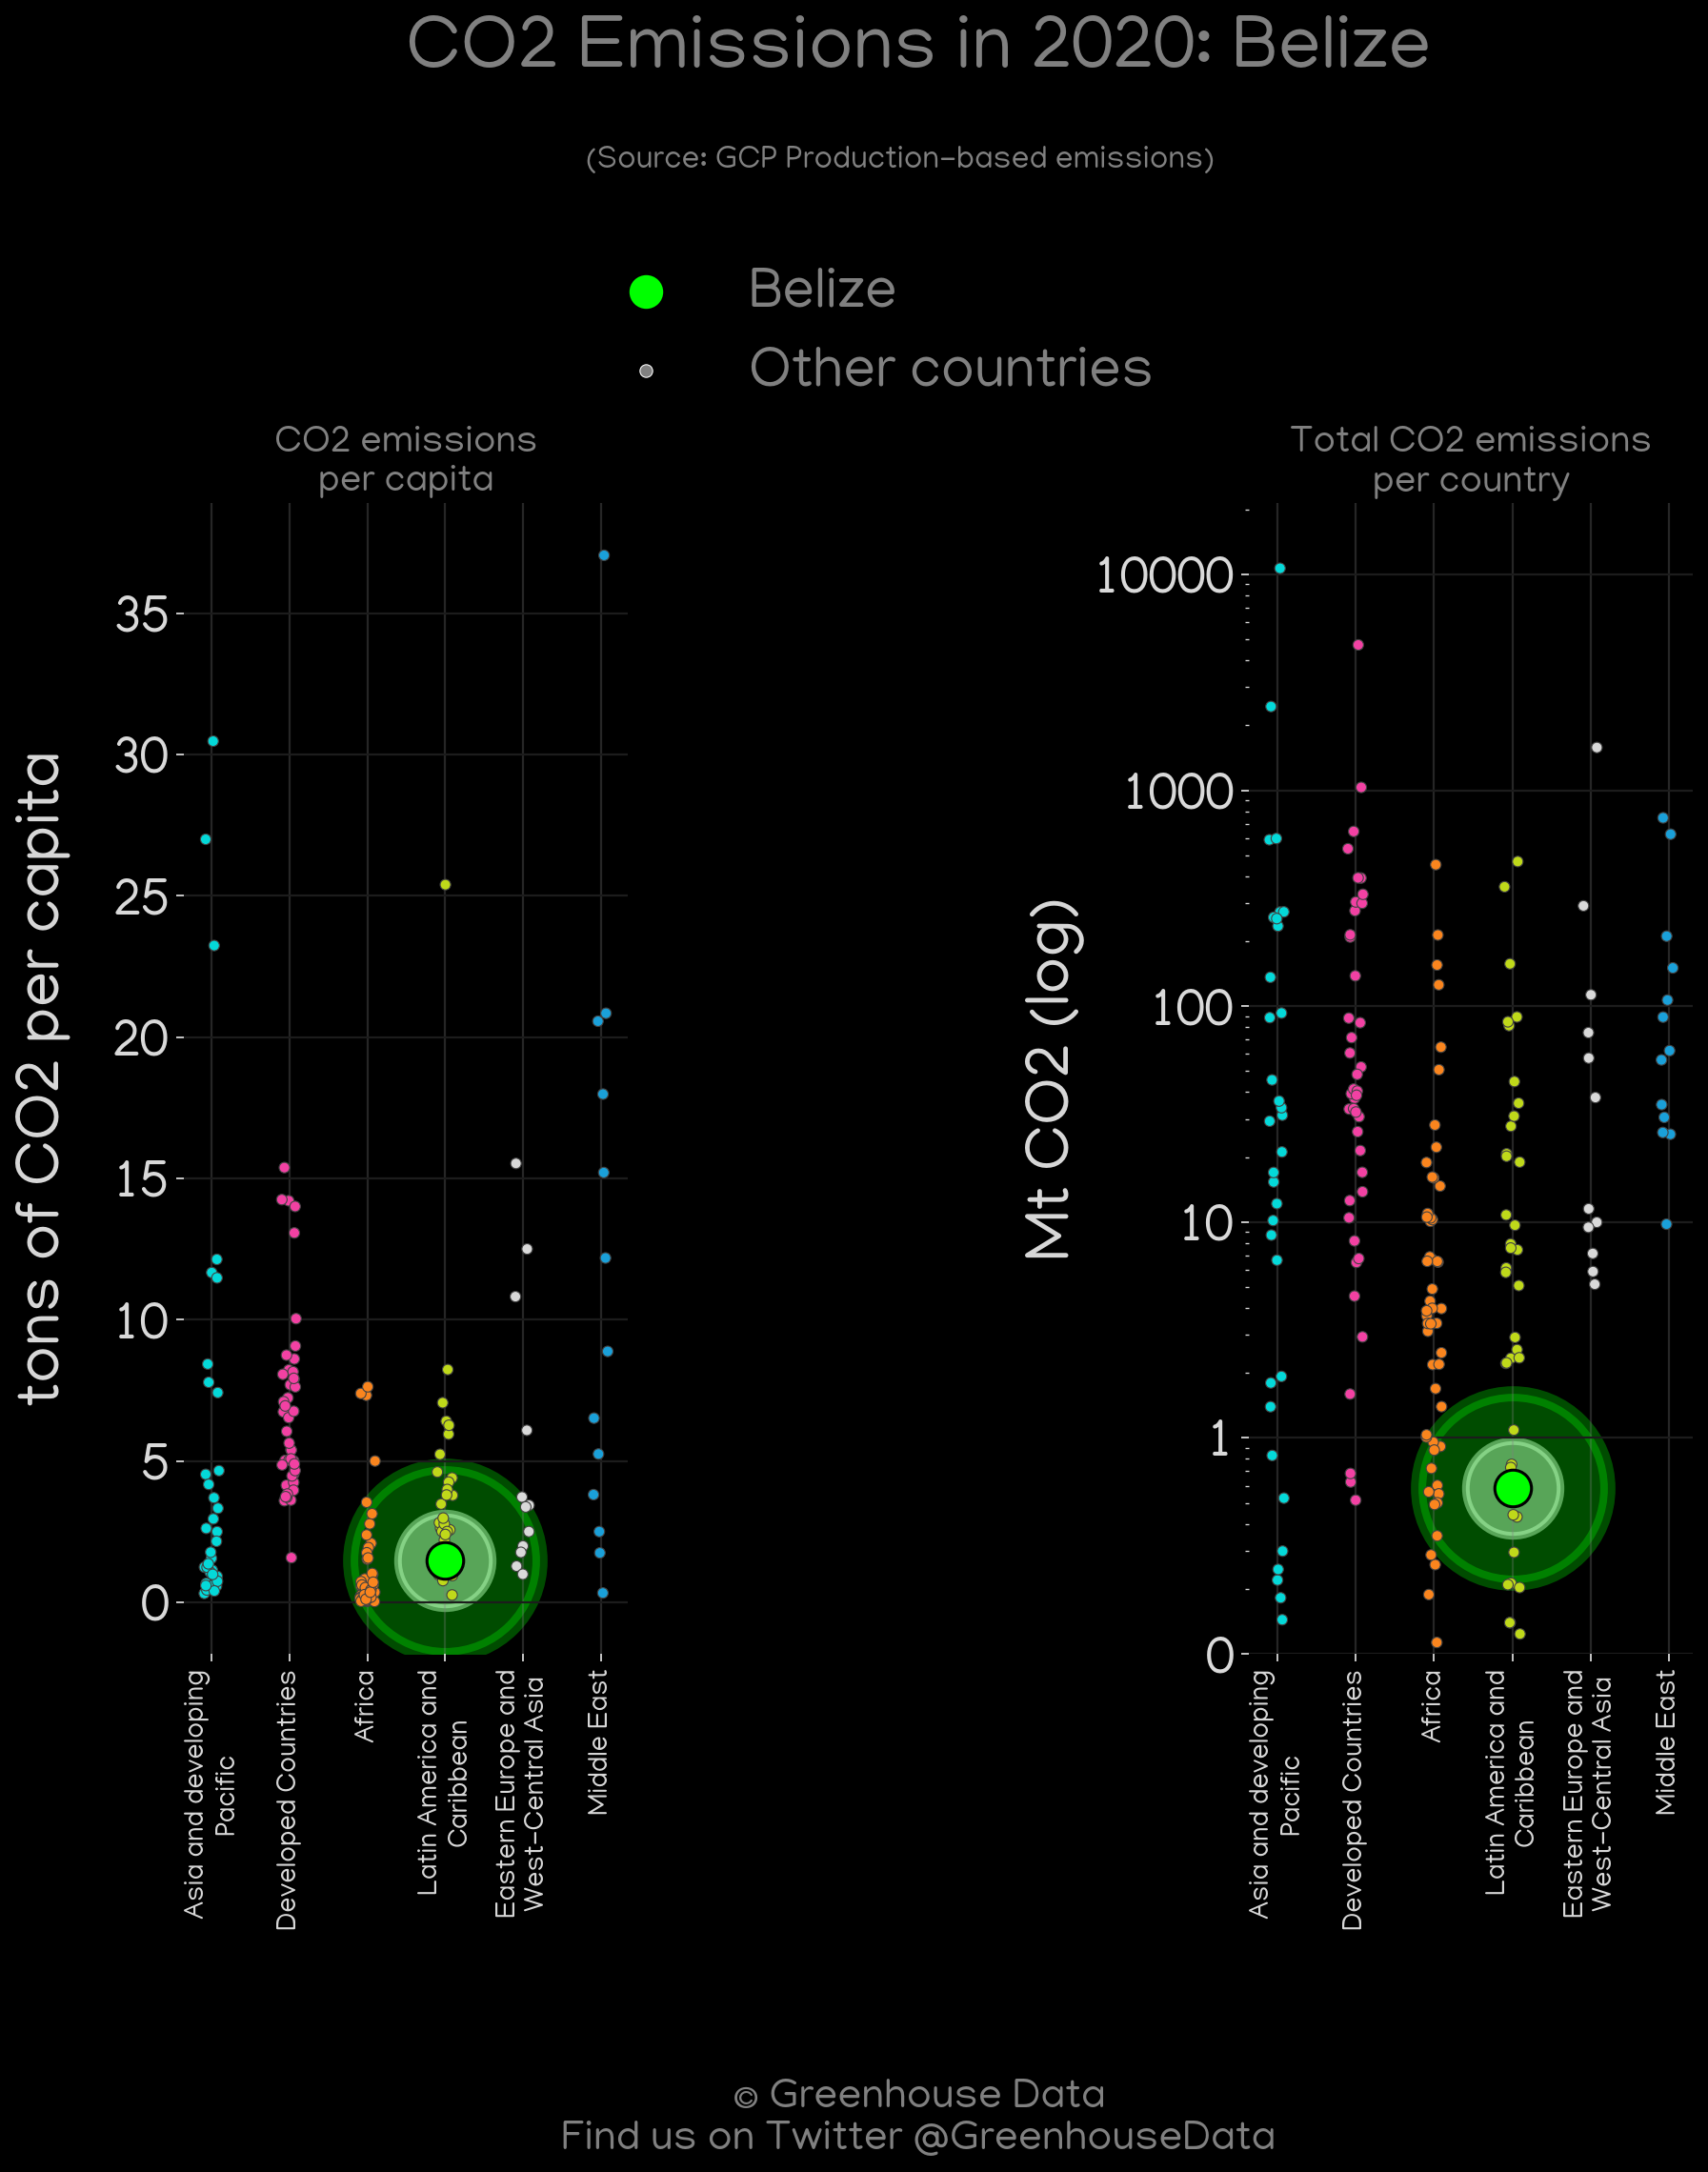 CO2 Emissions in 2020: Belize
(Source: GCP Production-based emissions)
Belize
Other countries
CO2 emissions
per capita
tons of CO2 per capita
35
30
25
20
15
10
5
0
Asia and developing
Pacific
Developed Countries
Africa
Latin America and
Caribbean
Eastern Europe and
West-Central Asia
Middle East
Total CO2 emissions
per country
Mt CO2 (log)
10000
1000
100
10
1
0
Asia and developing
Pacific
Developed Countries
Africa
Latin America and
Caribbean
Eastern Europe and
West-Central Asia
Middle East
© Greenhouse Data
Find us on Twitter @GreenhouseData